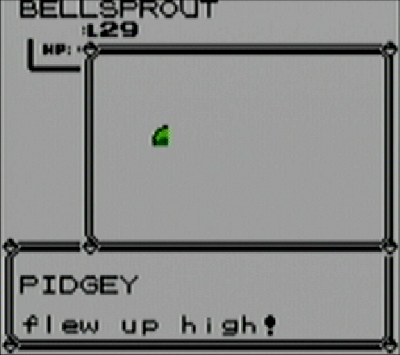 BELLSPROUT
:L29
HP:
PIDGEY
flew up high!